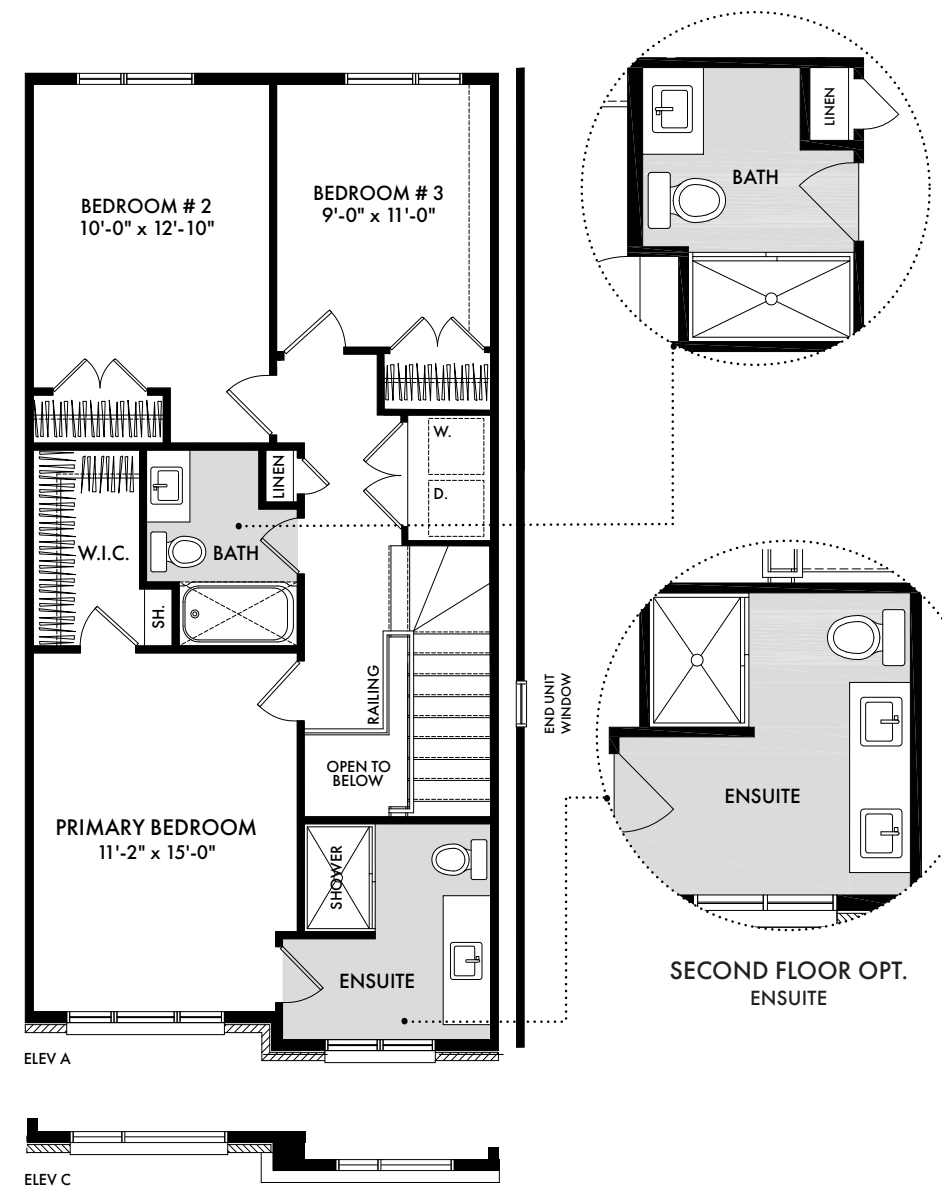 BEDROOM # 2
10'-0" x 12'-10"
BEDROOM # 3
9'-0" x 11'-0"
LINEN
BATH
W.
D.
LINEN
W.I.C.
BATH
SH.
RAILING
END UNIT
WINDOW
OPEN TO
BELOW
PRIMARY BEDROOM
11'-2" x 15'-0"
SHOWER
ENSUITE
ENSUITE
SECOND FLOOR OPT.
ENSUITE
ELEV A
ELEV C